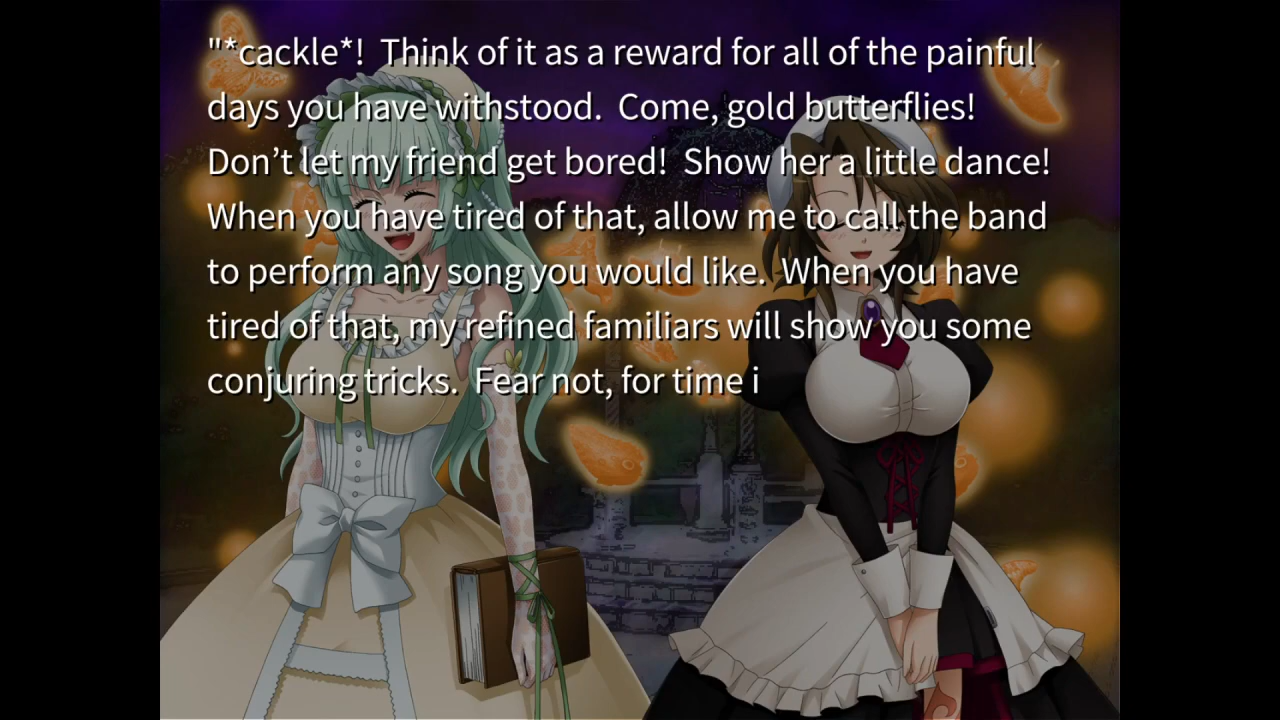 "*cackle*!  Think of it as a reward for all of the painful
days you have withstood.  Come, gold butterflies!
Don’t let my friend get bored!  Show her a little dance!
When you have tired of that, allow me to call the band
to perform any song you would like.  When you have
tired of that, my refined familiars will show you some
conjuring tricks.  Fear not, for time i